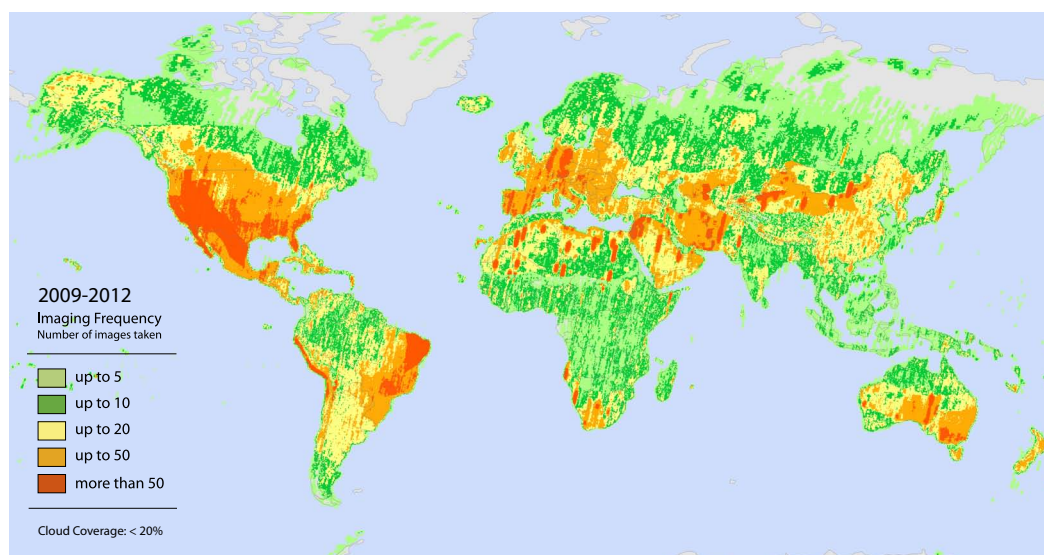 2009-2012
Imaging Frequency
Number of images taken
up to 5
up to 10
up to 20
up to 50
more than 50
Cloud Coverage: < 20%